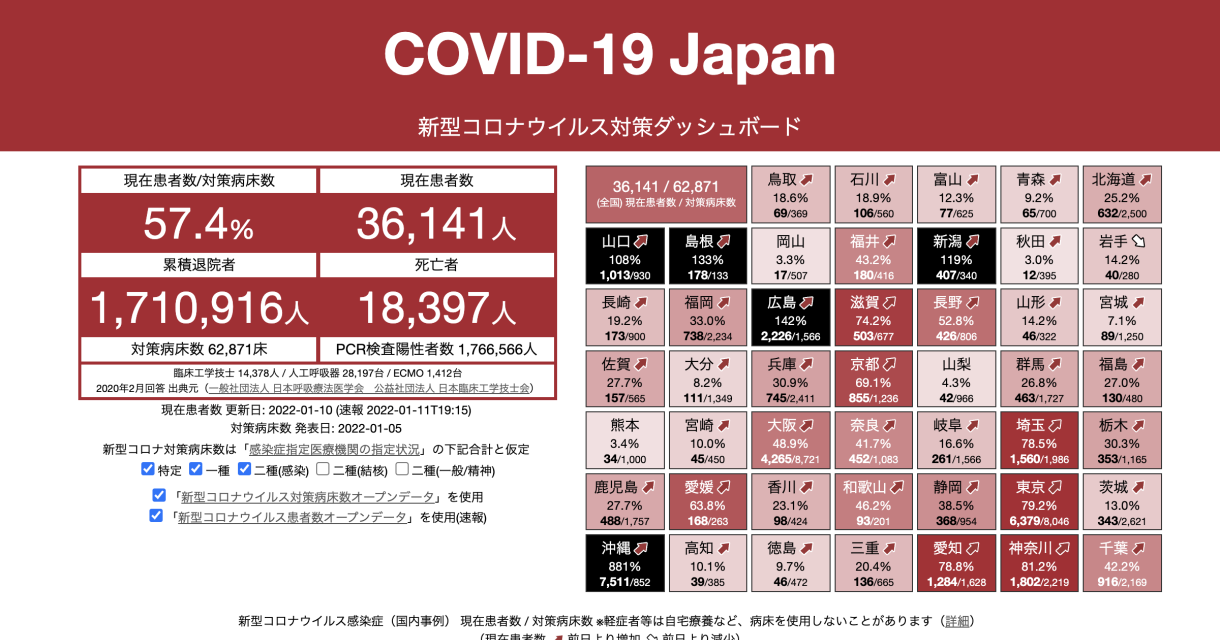 COVID-19 Japan
新型コロナウイルス対策ダッシュボード
現在患者数/対策病床数
現在患者数
57.4%
36,141人
累積退院者
死亡者
1,710,916人
18,397人
対策病床数 62,871床
PCR検査陽性者数 1,766,566人
臨床工学技士 14,378人 / 人工呼吸器 28,197台 / ECMO 1,412台
2020年2月回答 出典元（一般社団法人 日本呼吸療法医学会　公益社団法人 日本臨床工学技士会）
現在患者数 更新日: 2022-01-10 (速報 2022-01-11T19:15)
対策病床数 発表日: 2022-01-05
新型コロナ対策病床数は「感染症指定医療機関の指定状況」の下記合計と仮定
特定 一種 二種(感染) 二種(結核) 二種(一般/精神)
「新型コロナウイルス対策病床数オープンデータ」を使用
「新型コロナウイルス患者数オープンデータ」を使用(速報)
36,141 / 62,871
(全国) 現在患者数 / 対策病床数
鳥取
18.6%
69/369
石川
18.9%
106/560
富山
12.3%
77/625
青森
9.2%
65/700
北海道
25.2%
632/2,500
山口
108%
1,013/930
島根
133%
178/133
岡山
3.3%
17/507
福井
43.2%
180/416
新潟
119%
407/340
秋田
3.0%
12/395
岩手
14.2%
40/280
長崎
19.2%
173/900
福岡
33.0%
738/2,234
広島
142%
2,226/1,566
滋賀
74.2%
503/677
長野
52.8%
426/806
山形
14.2%
46/322
宮城
7.1%
89/1,250
佐賀
27.7%
157/565
大分
8.2%
111/1,349
兵庫
30.9%
745/2,411
京都
69.1%
855/1,236
山梨
4.3%
42/966
群馬
26.8%
463/1,727
福島
27.0%
130/480
熊本
3.4%
34/1,000
宮崎
10.0%
45/450
大阪
48.9%
4,265/8,721
奈良
41.7%
452/1,083
岐阜
16.6%
261/1,566
埼玉
78.5%
1,560/1,986
栃木
30.3%
353/1,165
鹿児島
27.7%
488/1,757
愛媛
63.8%
168/263
香川
23.1%
98/424
和歌山
46.2%
93/201
静岡
38.5%
368/954
東京
79.2%
6,379/8,046
茨城
13.0%
343/2,621
沖縄
881%
7,511/852
高知
10.1%
39/385
徳島
9.7%
46/472
三重
20.4%
136/665
愛知
78.8%
1,284/1,628
神奈川
81.2%
1,802/2,219
千葉
42.2%
916/2,169
新型コロナウイルス感染症（国内事例） 現在患者数 / 対策病床数 ※軽症者等は自宅療養など、病床を使用しないことがあります（詳細）
（現在患者数 前日より増加 前日より減少）